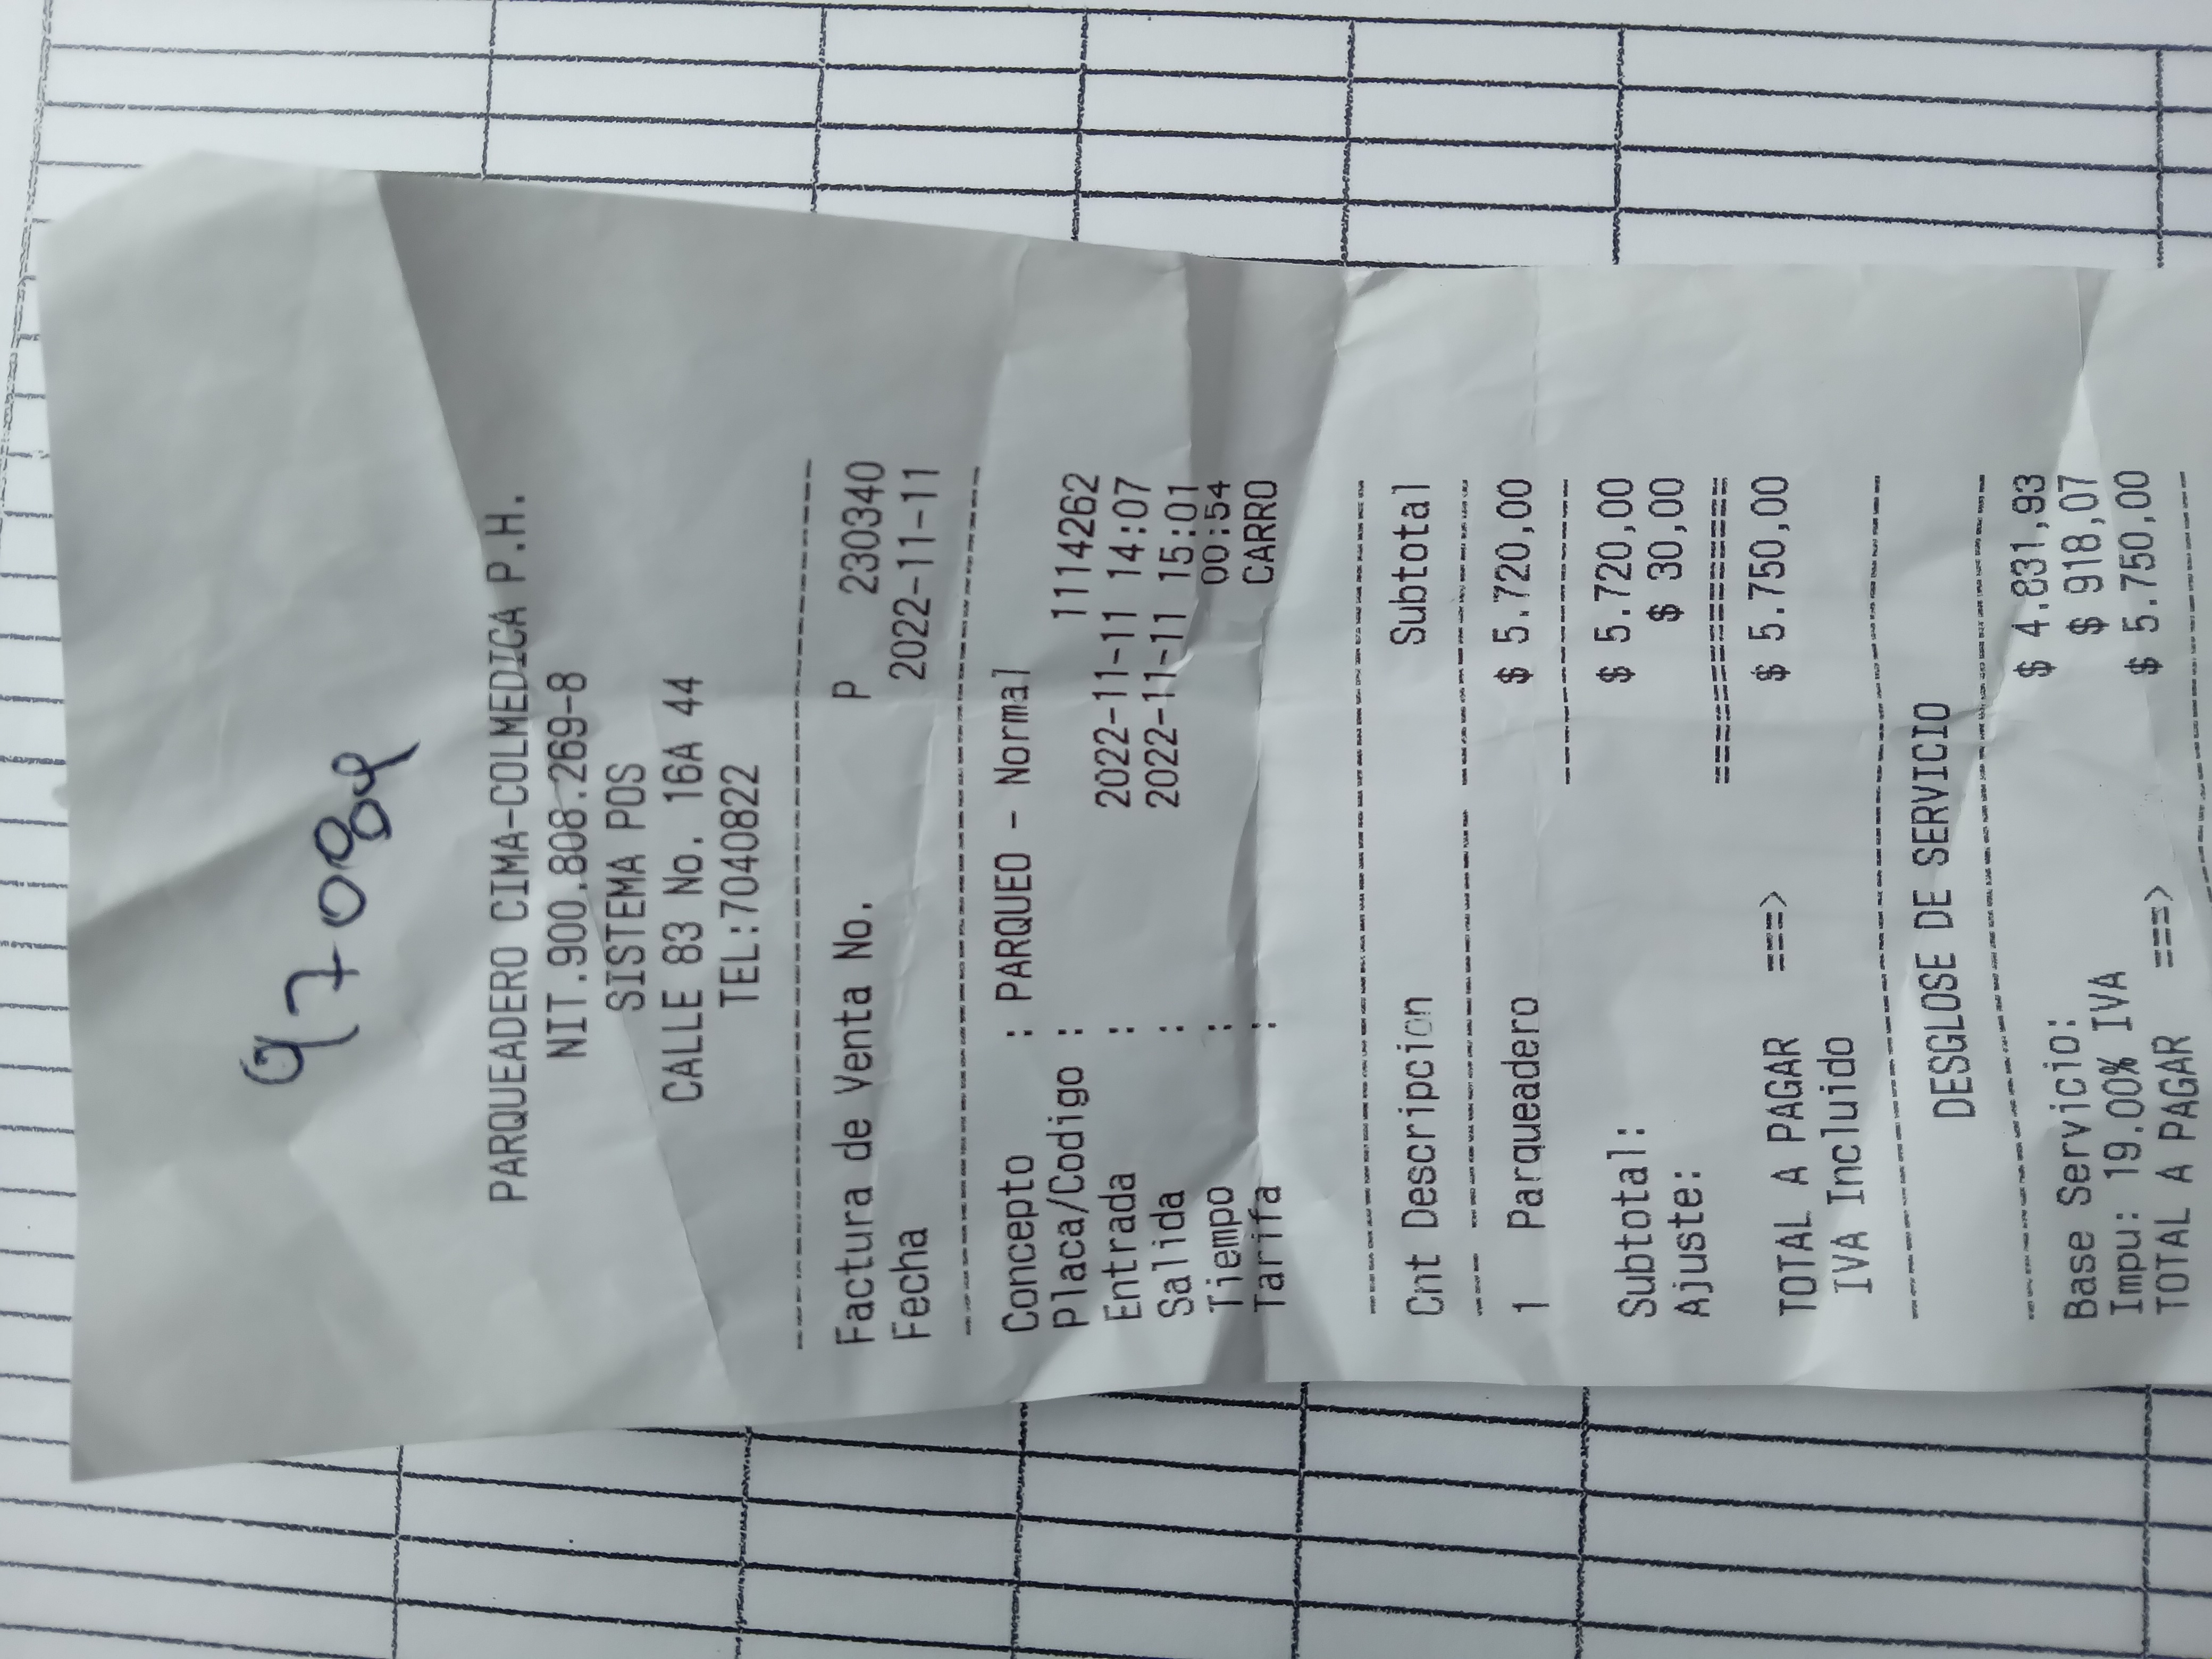 97089
PARQUEADERO CIMA-COLMEDICA P.H.
NIT.900.808.269-8
SISTEMA POS
CALLE 83 No. 16A 44
TEL:7040822
Factura de Venta No. P 230340
Fecha 2022-11-11
Concepto : PARQUEO - Normal
Placa/Codigo : 1114262
Entrada : 2022-11-11 14:07
Salida : 2022-11-11 15:01
Tiempo : 00:54
Tarifa : CARRO
Cnt Descripcion Subtotal
1 Parqueadero $ 5.720,00
Subtotal: $ 5.720,00
Ajuste: $ 30,00
TOTAL A PAGAR ===> $ 5.750,00
IVA Incluido
DESGLOSE DE SERVICIO
Base Servicio: $ 4.831,93
Impu: 19.00% IVA $ 918,07
TOTAL A PAGAR ===> $ 5.750,00